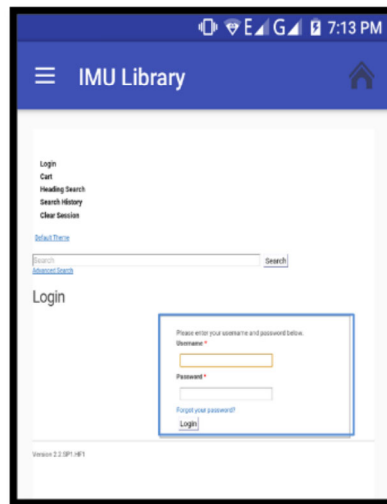 E G 7:13 PM
IMU Library
Login
Cart
Heading Search
Search History
Clear Session
Default Theme
Search Search
Advanced Search
Login
Please enter your username and password below.
Username *
Password *
Forgot your password?
Login
Version 2.2.SP1.HF1